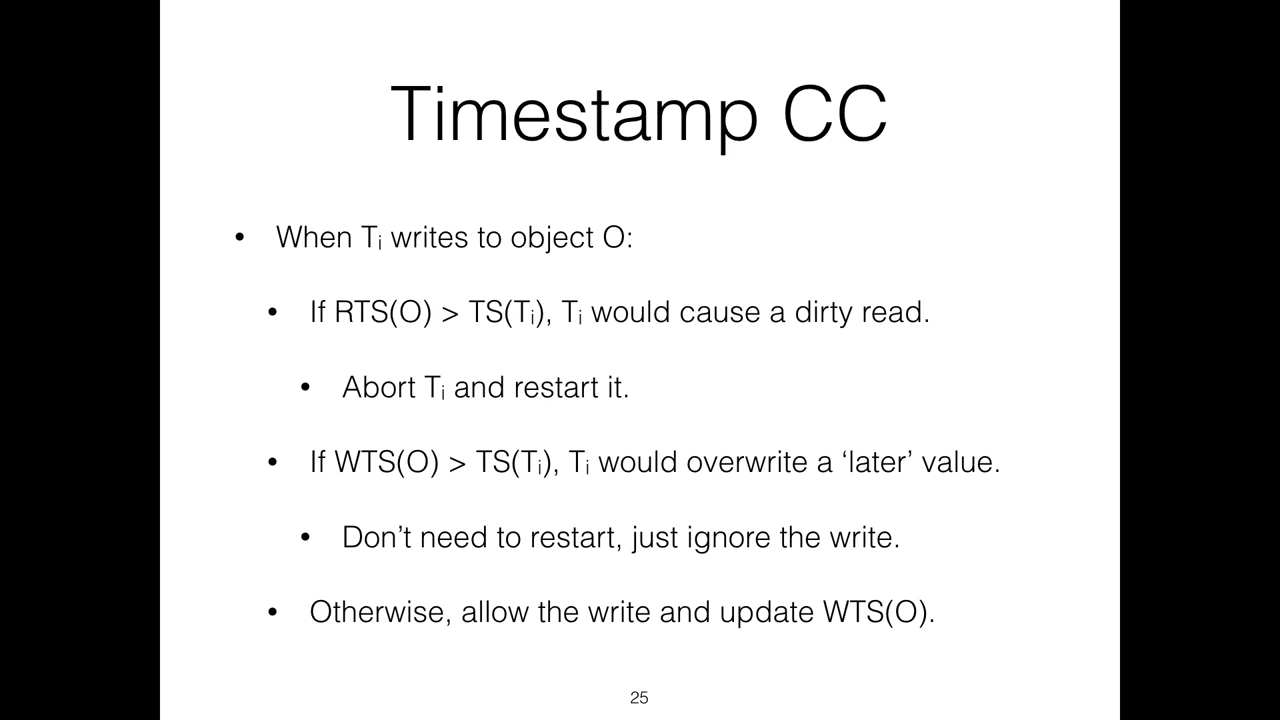 Timestamp CC
• When Tᵢ writes to object O:
• If RTS(O) > TS(Tᵢ), Tᵢ would cause a dirty read.
• Abort Tᵢ and restart it.
• If WTS(O) > TS(Tᵢ), Tᵢ would overwrite a ‘later’ value.
• Don’t need to restart, just ignore the write.
• Otherwise, allow the write and update WTS(O).
25